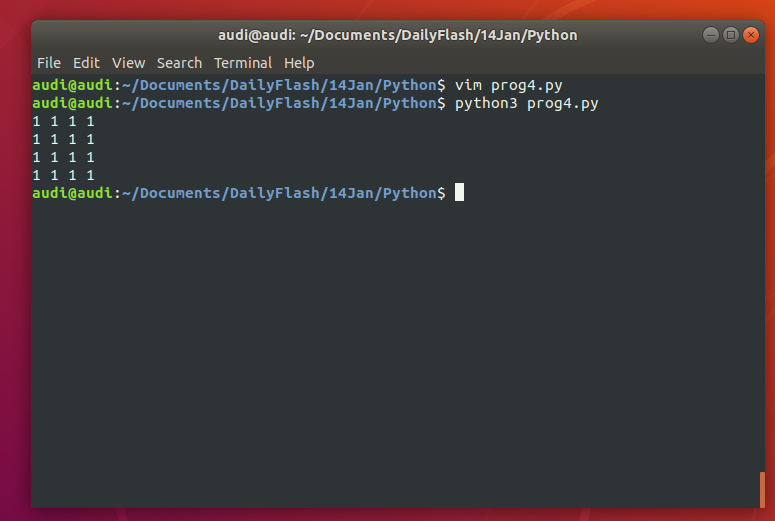 audi@audi: ~/Documents/DailyFlash/14Jan/Python
File Edit View Search Terminal Help
audi@audi:~/Documents/DailyFlash/14Jan/Python$ vim prog4.py
audi@audi:~/Documents/DailyFlash/14Jan/Python$ python3 prog4.py
1 1 1 1
1 1 1 1
1 1 1 1
1 1 1 1
audi@audi:~/Documents/DailyFlash/14Jan/Python$